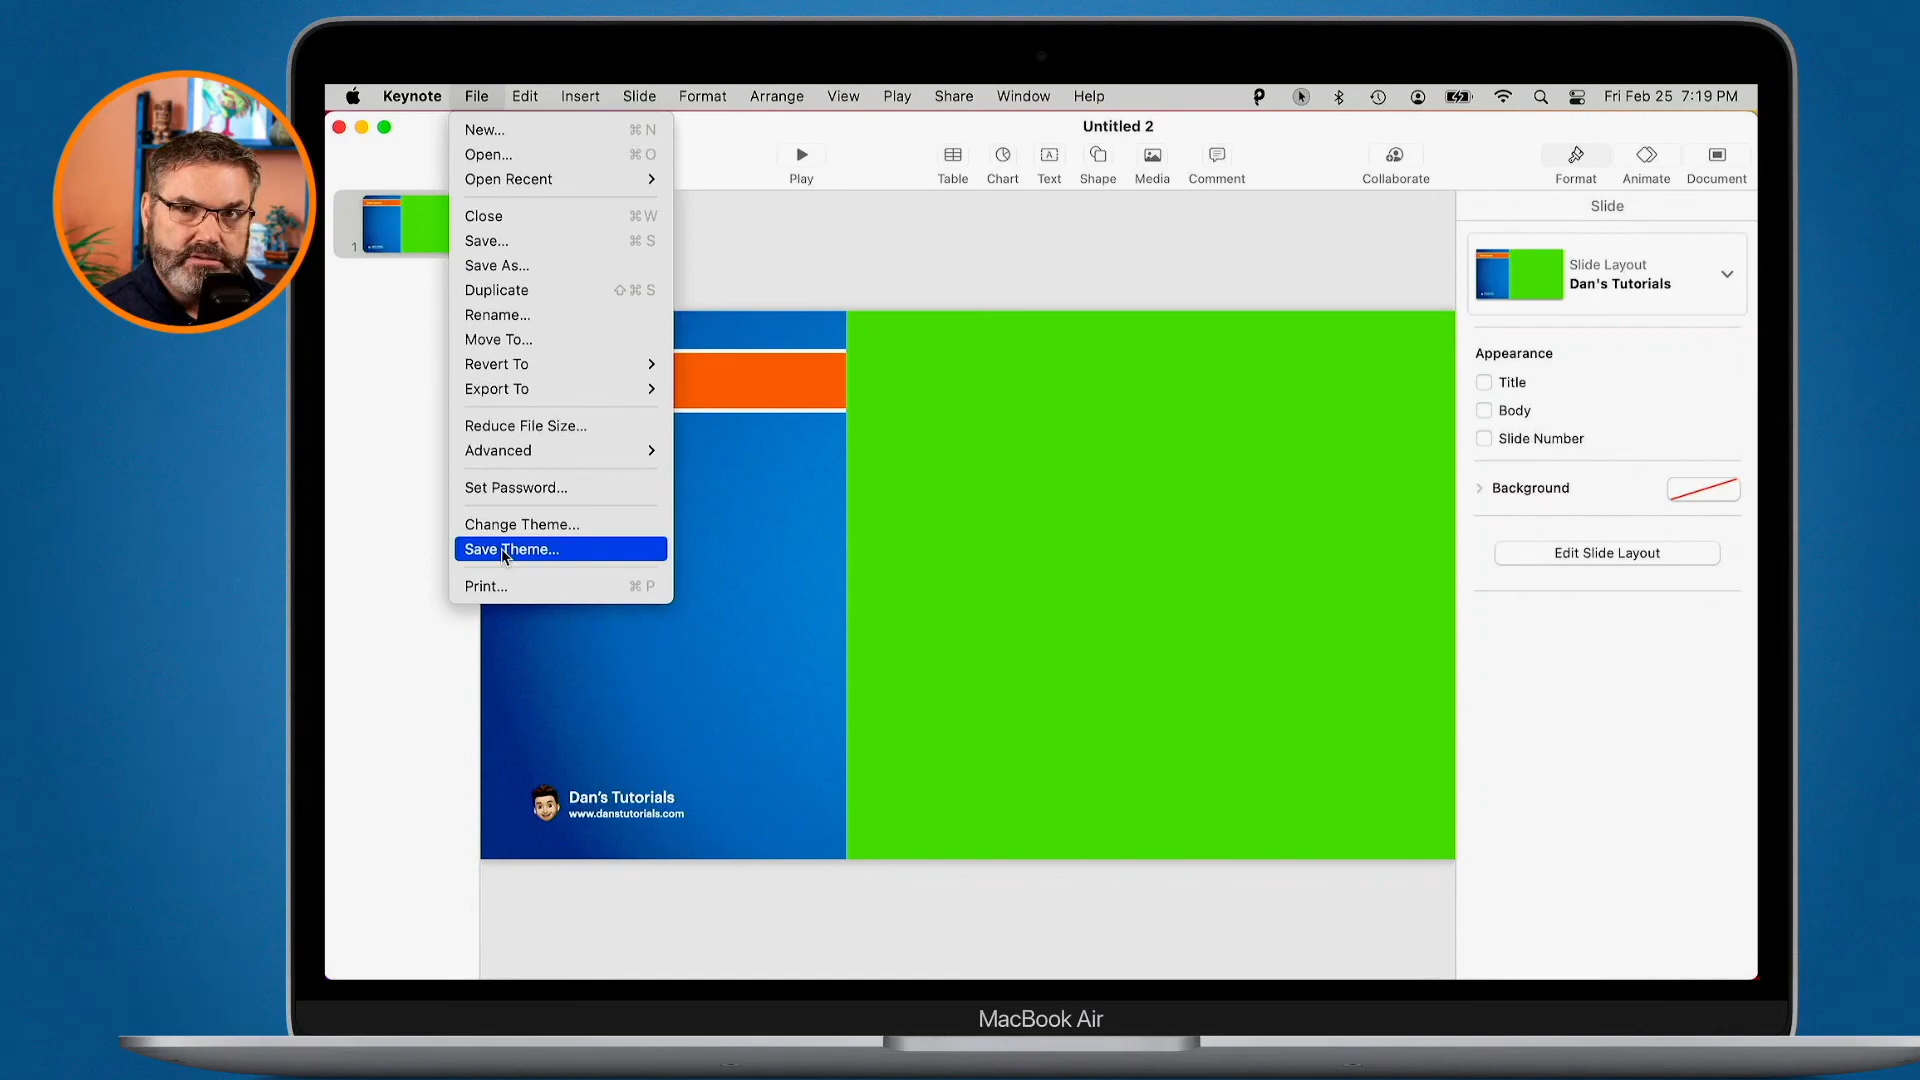 Keynote File Edit Insert Slide Format Arrange View Play Share Window Help Fri Feb 25 7:19 PM
Untitled 2
New... ⌘ N
Open... ⌘ O
Open Recent
Close ⌘ W
Save... ⌘ S
Save As...
Duplicate ⇧ ⌘ S
Rename...
Move To...
Revert To
Export To
Reduce File Size...
Advanced
Set Password...
Change Theme...
Save Theme...
Print... ⌘ P
Play
Table Chart Text Shape Media Comment
Collaborate
Format Animate Document
1
Slide
Slide Layout
Dan's Tutorials
Appearance
Title
Body
Slide Number
Background
Edit Slide Layout
Dan's Tutorials
www.danstutorials.com
MacBook Air